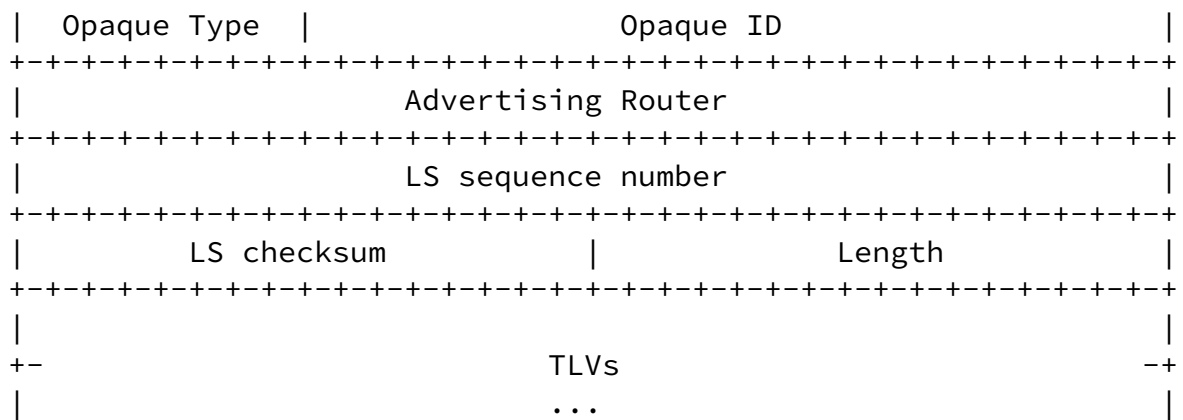 |  Opaque Type  |                 Opaque ID                     |
+-+-+-+-+-+-+-+-+-+-+-+-+-+-+-+-+-+-+-+-+-+-+-+-+-+-+-+-+-+-+-+-+
|                     Advertising Router                        |
+-+-+-+-+-+-+-+-+-+-+-+-+-+-+-+-+-+-+-+-+-+-+-+-+-+-+-+-+-+-+-+-+
|                     LS sequence number                        |
+-+-+-+-+-+-+-+-+-+-+-+-+-+-+-+-+-+-+-+-+-+-+-+-+-+-+-+-+-+-+-+-+
|         LS checksum           |             Length            |
+-+-+-+-+-+-+-+-+-+-+-+-+-+-+-+-+-+-+-+-+-+-+-+-+-+-+-+-+-+-+-+-+
|                                                               |
+-                            TLVs                             -+
|                             ...                               |